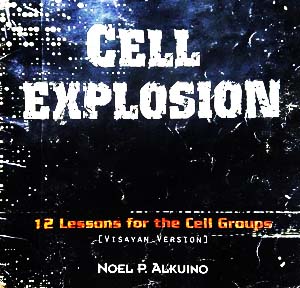 CELL
EXPLOSION
12 Lessons for the Cell Groups
[VISAYAN VERSION]
NOEL P. ALKUINO